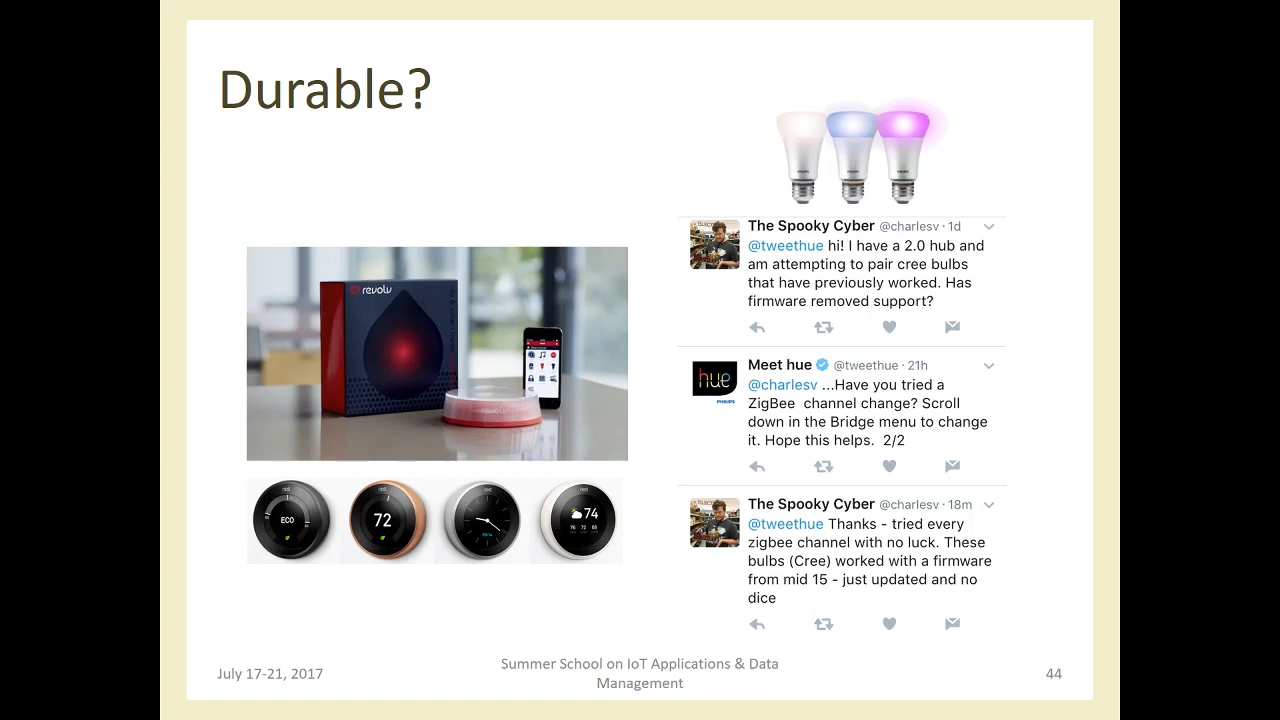 Durable?
revolv
ECO
72
74
The Spooky Cyber @charlesv · 1d
@tweethue hi! I have a 2.0 hub and
am attempting to pair cree bulbs
that have previously worked. Has
firmware removed support?
Meet hue @tweethue · 21h
@charlesv ...Have you tried a
ZigBee channel change? Scroll
down in the Bridge menu to change
it. Hope this helps. 2/2
hue
PHILIPS
The Spooky Cyber @charlesv · 18m
@tweethue Thanks - tried every
zigbee channel with no luck. These
bulbs (Cree) worked with a firmware
from mid 15 - just updated and no
dice
July 17-21, 2017
Summer School on IoT Applications & Data
Management
44